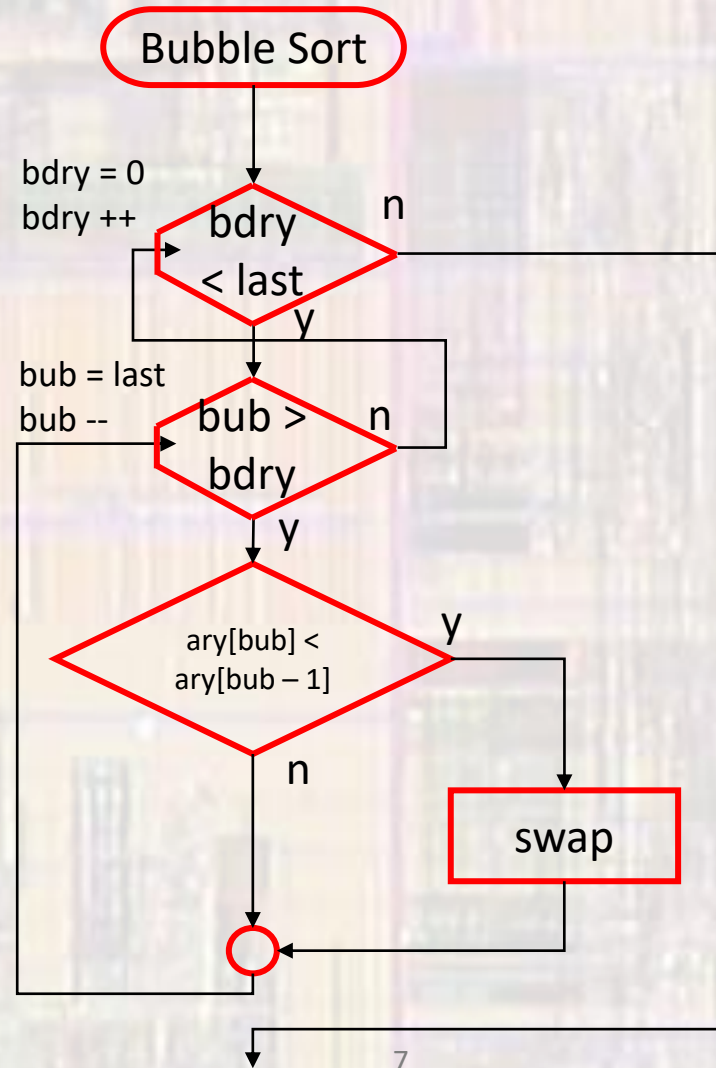 Bubble Sort
bdry = 0
bdry ++
bdry
< last
n
y
bub = last
bub --
bub >
bdry
n
y
ary[bub] <
ary[bub – 1]
y
n
swap
7